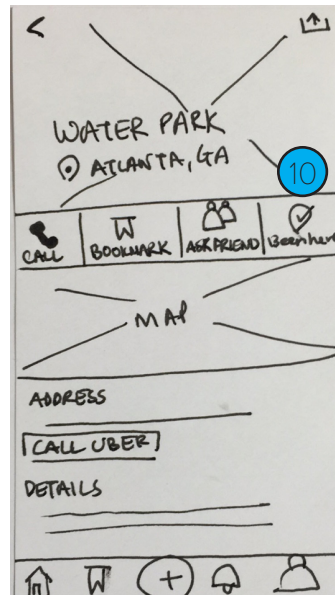 WATER PARK
ATLANTA, GA
10
CALL
BOOKMARK
ASK FRIEND
Been here
MAP
ADDRESS
CALL UBER
DETAILS